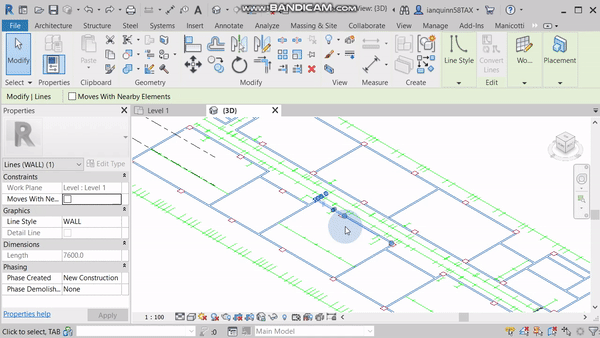 WWW.BANDICAM.COM
View: (3D)
ianquinn58TAX
File
Architecture
Structure
Steel
Systems
Insert
Annotate
Analyze
Massing & Site
Collaborate
View
Manage
Add-Ins
Manicotti
Modify
Properties
Paste
Line Style
Convert Lines
Wo...
Placement
Select
Properties
Clipboard
Geometry
Modify
View
Measure
Create
Edit
Modify | Lines
Moves With Nearby Elements
Properties
Level 1
(3D)
R
Lines (WALL) (1)
Edit Type
Constraints
Work Plane
Level : Level 1
Moves With Ne...
Graphics
Line Style
WALL
Detail Line
Dimensions
Length
7600.0
Phasing
Phase Created
New Construction
Phase Demolish...
None
Properties help
Apply
1 : 100
Click to select, TAB
:0
Main Model